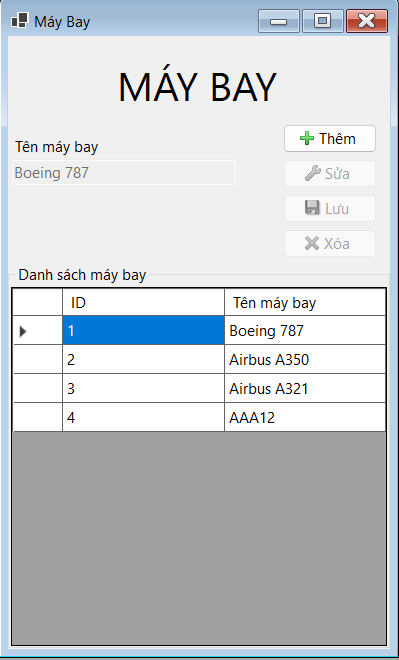 Máy Bay
MÁY BAY
Thêm
Tên máy bay
Boeing 787
Sửa
Lưu
Xóa
Danh sách máy bay
ID Tên máy bay
1 Boeing 787
2 Airbus A350
3 Airbus A321
4 AAA12